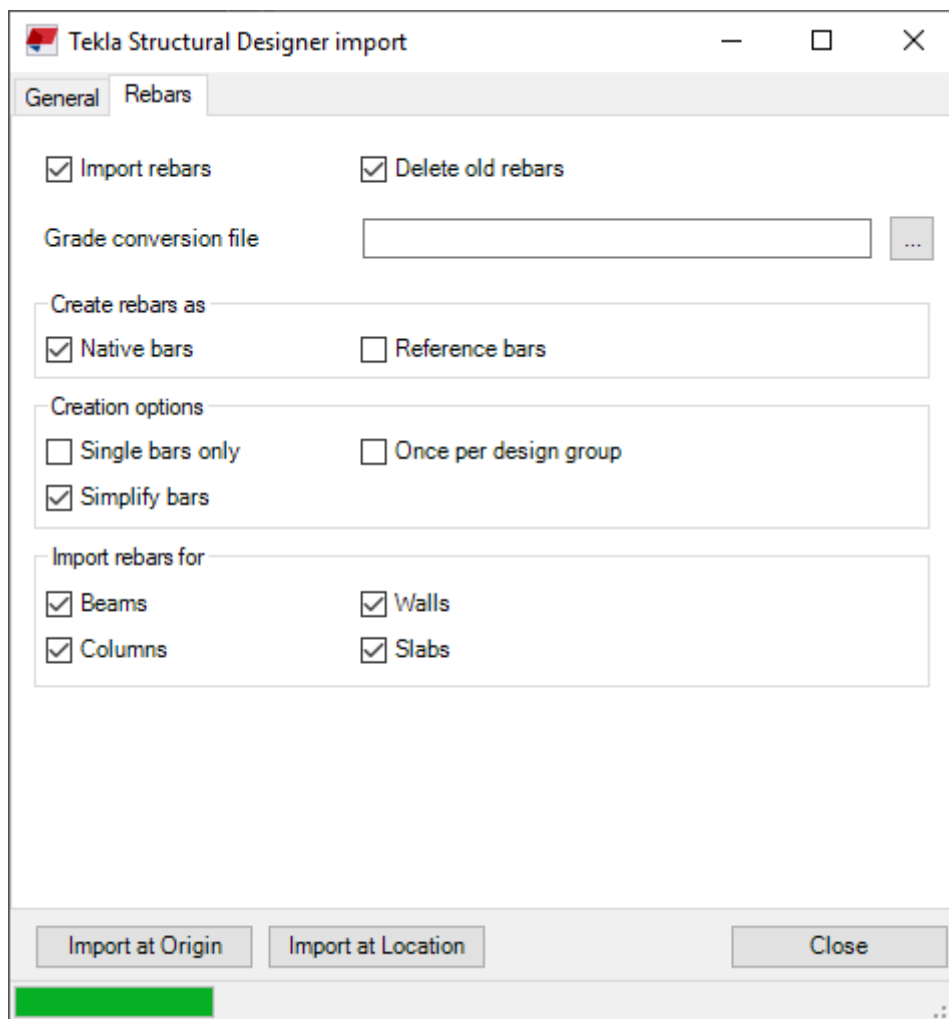 Tekla Structural Designer import
General Rebars
Import rebars Delete old rebars
Grade conversion file ...
Create rebars as
Native bars Reference bars
Creation options
Single bars only Once per design group
Simplify bars
Import rebars for
Beams Walls
Columns Slabs
Import at Origin Import at Location Close